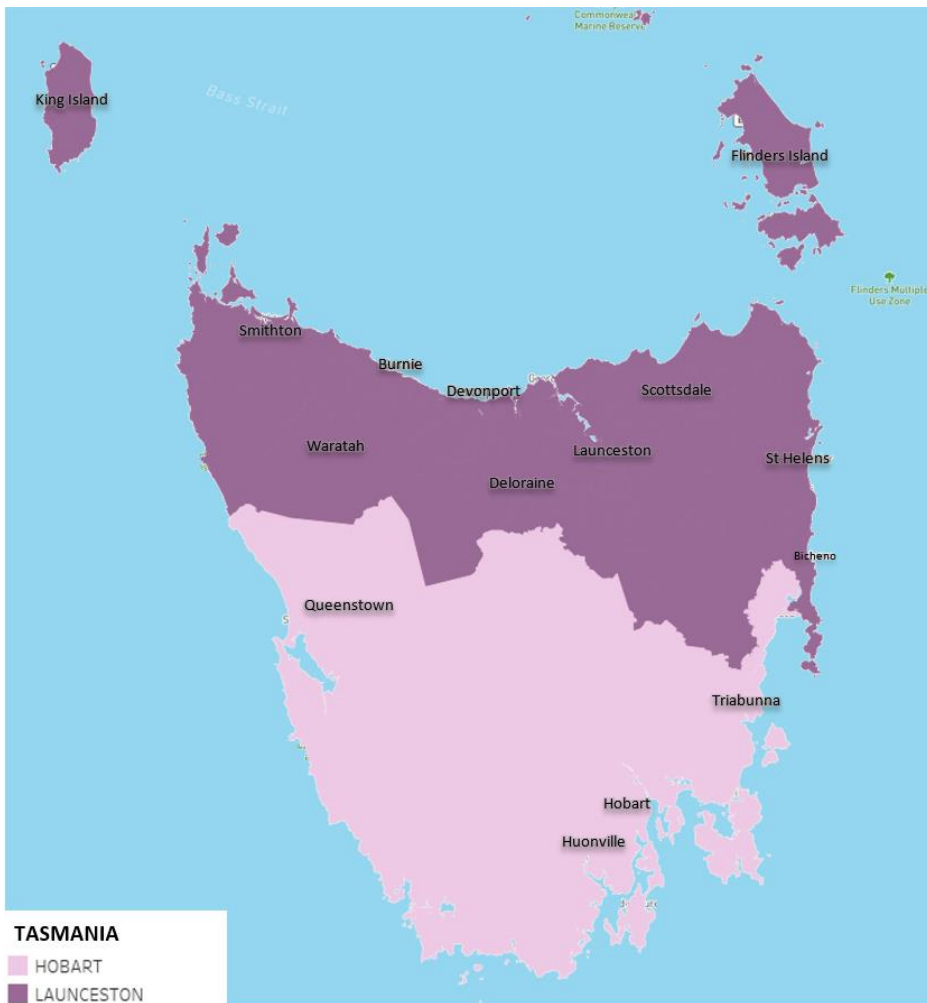 Commonwealth
Marine Reserve
King Island
Bass Strait
Flinders Island
Flinders Multiple
Use Zone
Smithton
Burnie
Devonport
Scottsdale
Waratah
Launceston
St Helens
Deloraine
Bicheno
Queenstown
Triabunna
Hobart
Huonville
TASMANIA
HOBART
LAUNCESTON